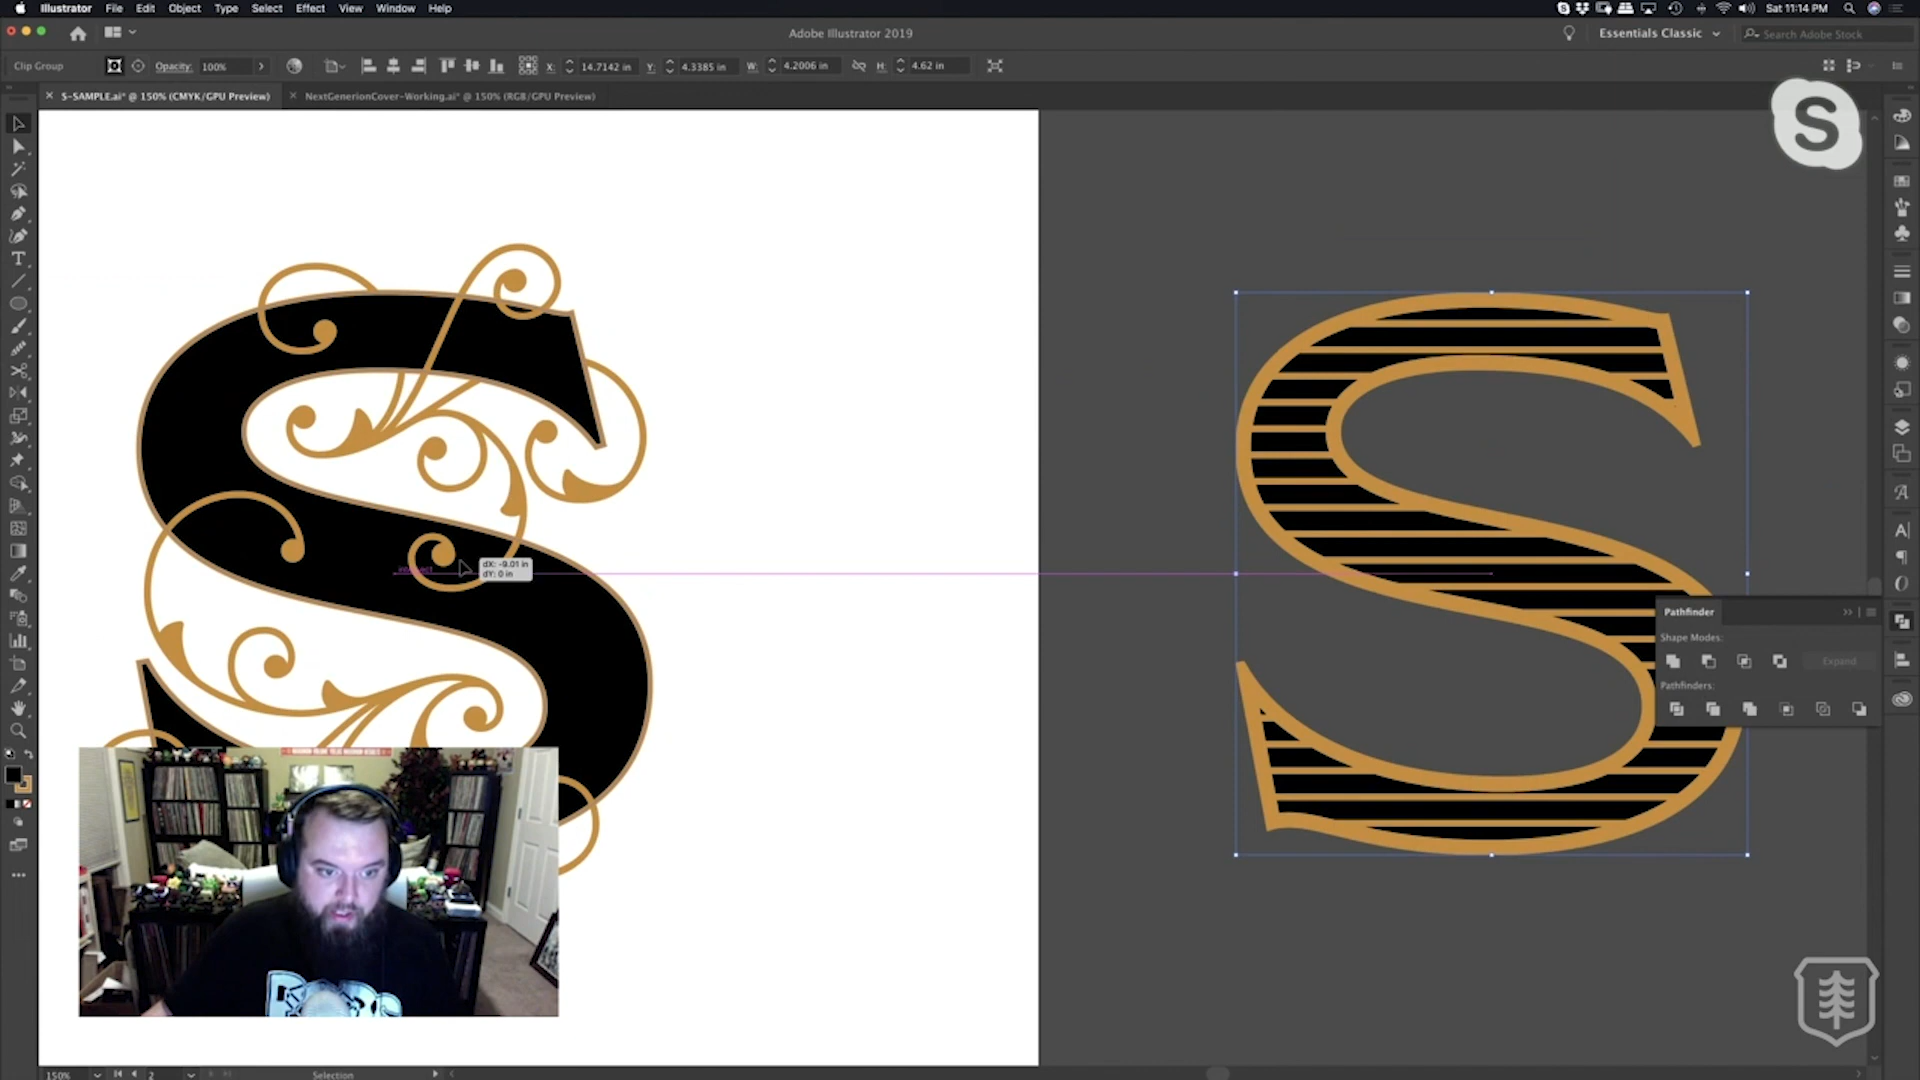 Illustrator File Edit Object Type Select Effect View Window Help
Sat 11:14 PM
Adobe Illustrator 2019
Essentials Classic
Search Adobe Stock
Clip Group
Opacity: 100%
X: 14.7142 in
Y: 4.3385 in
W: 4.2006 in
H: 4.62 in
S-SAMPLE.ai* @ 150% (CMYK/GPU Preview)
NextGenerionCover-Working.ai* @ 150% (RGB/GPU Preview)
S
S
S
intersect
dX: -9.01 in
dY: 0 in
Pathfinder
Shape Modes:
Expand
Pathfinders:
150%
2
Selection